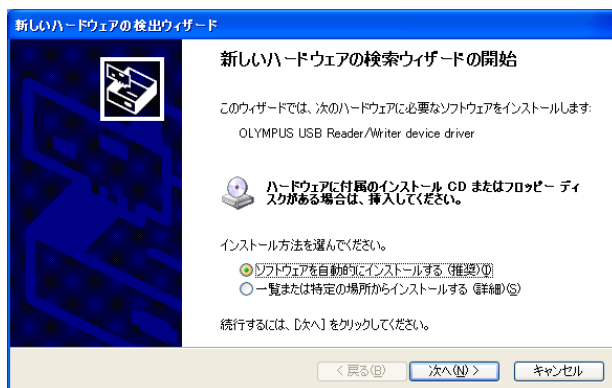 新しいハードウェアの検出ウィザード
新しいハードウェアの検索ウィザードの開始
このウィザードでは、次のハードウェアに必要なソフトウェアをインストールします:
OLYMPUS USB Reader/Writer device driver
ハードウェアに付属のインストール CD またはフロッピー ディ
スクがある場合は、挿入してください。
インストール方法を選んでください。
ソフトウェアを自動的にインストールする (推奨)(I)
一覧または特定の場所からインストールする (詳細)(S)
続行するには、[次へ] をクリックしてください。
< 戻る(B)
次へ(N) >
キャンセル